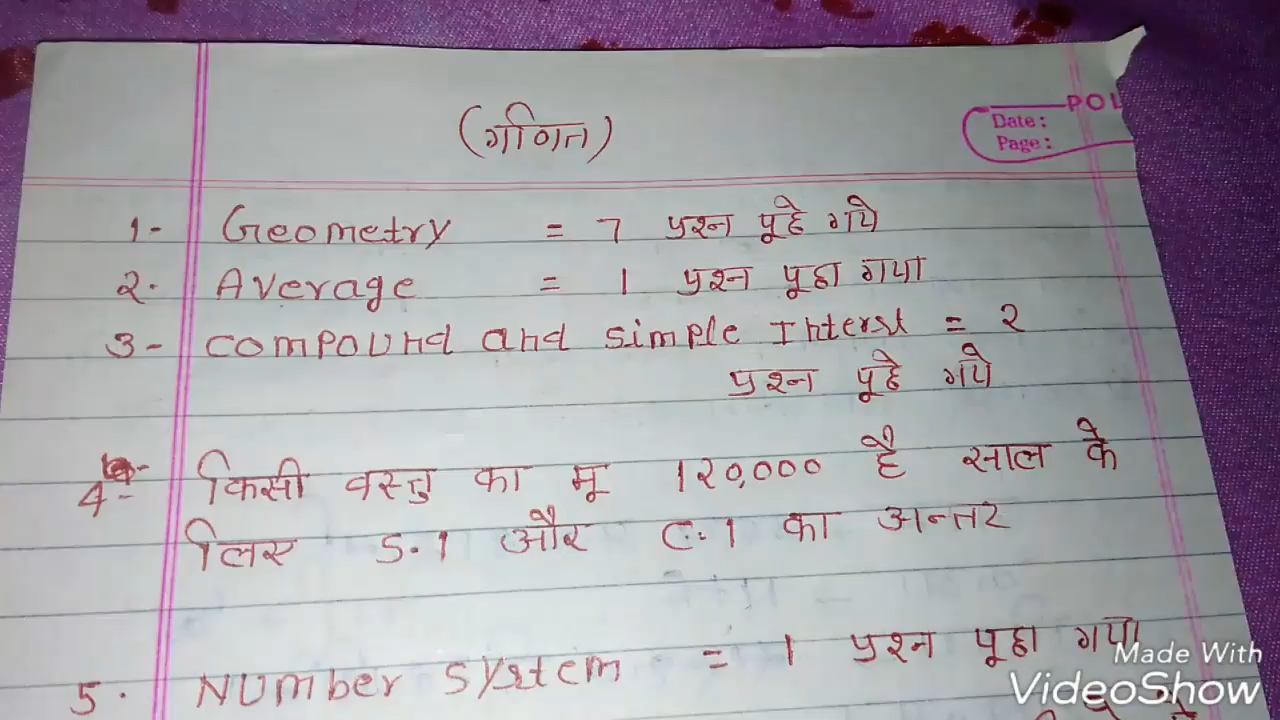 (गणित)
POL
Date:
Page:
1- Geometry = 7 प्रश्न पूछे गये
2. Average = 1 प्रश्न पूछा गया
3- Compound and simple Interst = 2
प्रश्न पूछे गये
4- किसी वस्तु का मू 120,000 है साल के
लिए S.I और C.I का अन्तर
5. Number system = 1 प्रश्न पूछा गया
Made With
VideoShow